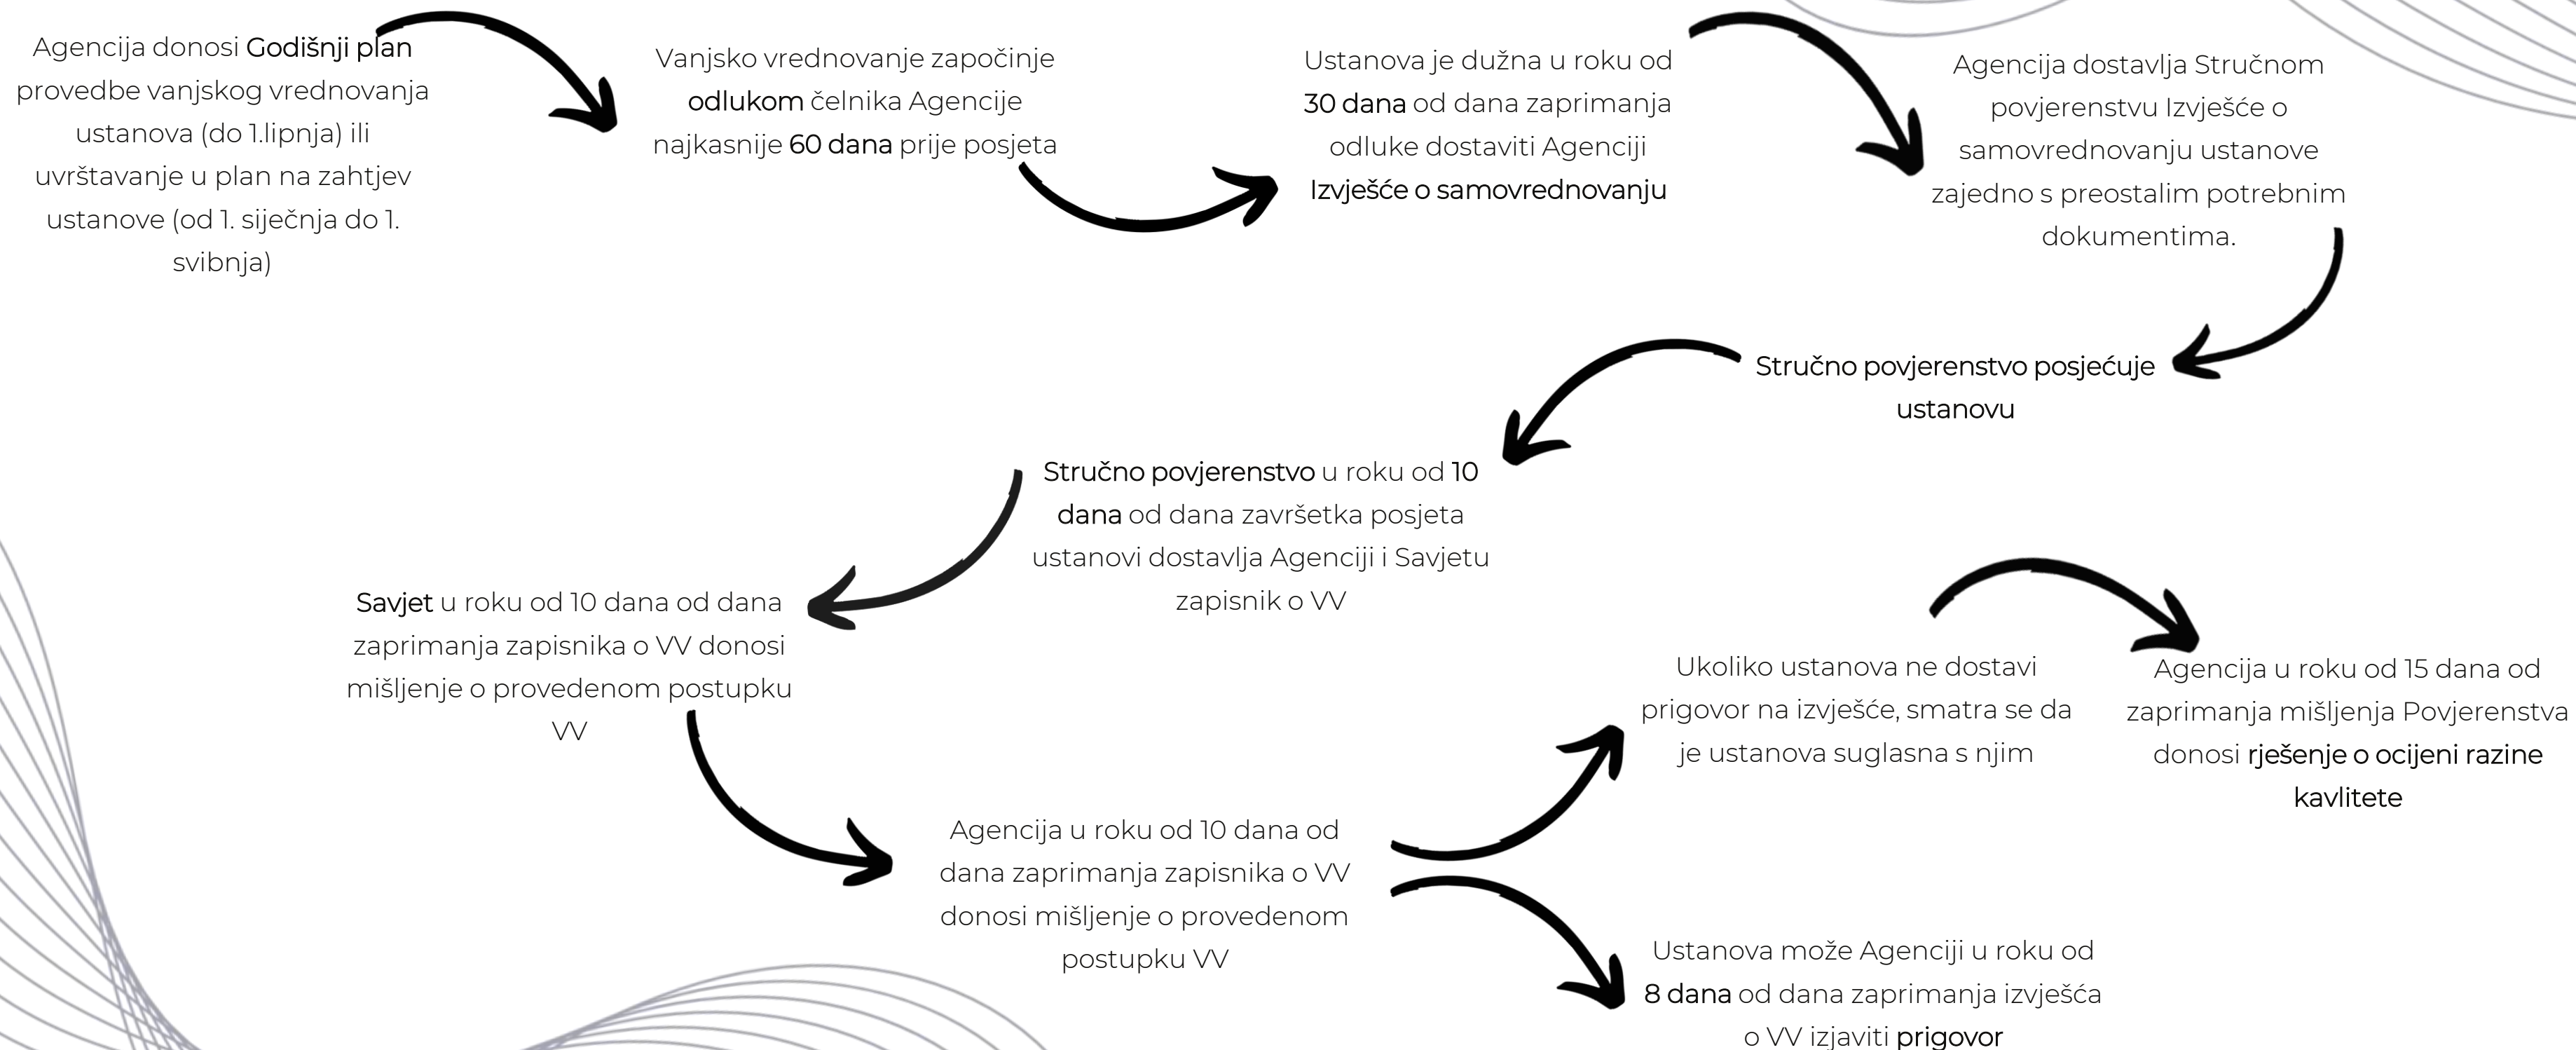 Agencija donosi Godišnji plan
provedbe vanjskog vrednovanja
ustanova (do 1.lipnja) ili
uvrštavanje u plan na zahtjev
ustanove (od 1. siječnja do 1.
svibnja)
Vanjsko vrednovanje započinje
odlukom čelnika Agencije
najkasnije 60 dana prije posjeta
Ustanova je dužna u roku od
30 dana od dana zaprimanja
odluke dostaviti Agenciji
Izvješće o samovrednovanju
Agencija dostavlja Stručnom
povjerenstvu Izvješće o
samovrednovanju ustanove
zajedno s preostalim potrebnim
dokumentima.
Stručno povjerenstvo posjećuje
ustanovu
Stručno povjerenstvo u roku od 10
dana od dana završetka posjeta
ustanovi dostavlja Agenciji i Savjetu
zapisnik o VV
Savjet u roku od 10 dana od dana
zaprimanja zapisnika o VV donosi
mišljenje o provedenom postupku
VV
Agencija u roku od 10 dana od
dana zaprimanja zapisnika o VV
donosi mišljenje o provedenom
postupku VV
Ukoliko ustanova ne dostavi
prigovor na izvješće, smatra se da
je ustanova suglasna s njim
Agencija u roku od 15 dana od
zaprimanja mišljenja Povjerenstva
donosi rješenje o ocijeni razine
kavlitete
Ustanova može Agenciji u roku od
8 dana od dana zaprimanja izvješća
o VV izjaviti prigovor